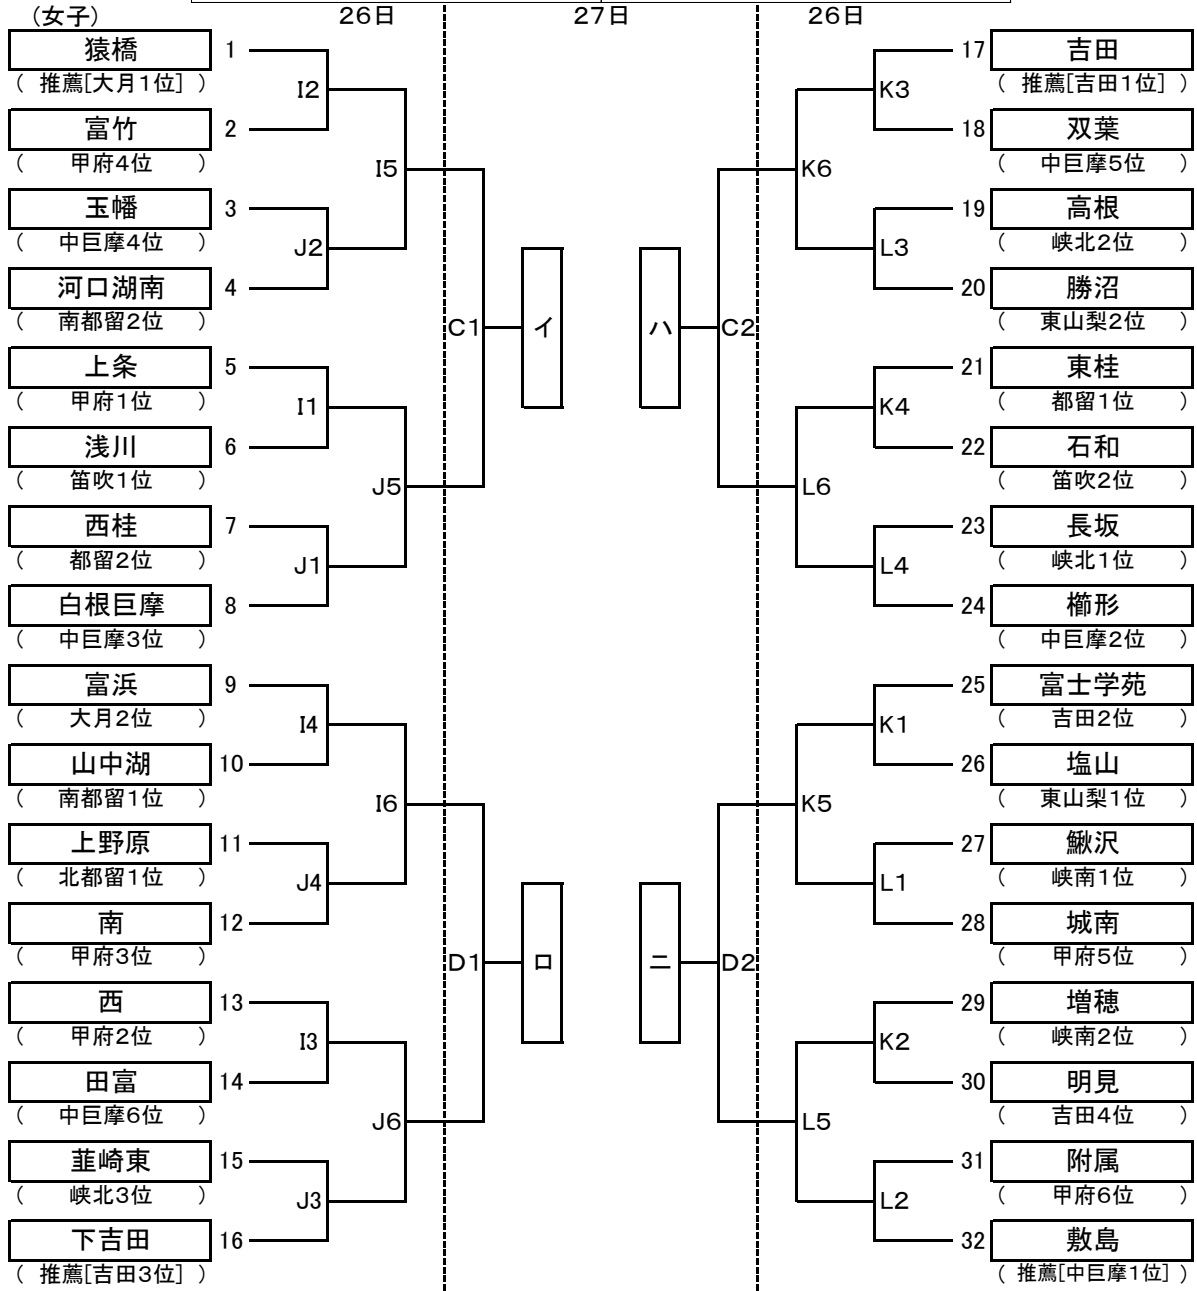 (女子)
26日
27日
26日
猿橋 1
( 推薦[大月1位] )
I2
富竹 2
( 甲府4位 )
I5
玉幡 3
( 中巨摩4位 )
J2
河口湖南 4
( 南都留2位 )
C1
イ
上条 5
( 甲府1位 )
I1
浅川 6
( 笛吹1位 )
J5
西桂 7
( 都留2位 )
J1
白根巨摩 8
( 中巨摩3位 )
富浜 9
( 大月2位 )
I4
山中湖 10
( 南都留1位 )
I6
上野原 11
( 北都留1位 )
J4
南 12
( 甲府3位 )
D1
ロ
西 13
( 甲府2位 )
I3
田富 14
( 中巨摩6位 )
J6
韮崎東 15
( 峡北3位 )
J3
下吉田 16
( 推薦[吉田3位] )
17 吉田
( 推薦[吉田1位] )
K3
18 双葉
( 中巨摩5位 )
K6
19 高根
( 峡北2位 )
L3
20 勝沼
( 東山梨2位 )
ハ
C2
21 東桂
( 都留1位 )
K4
22 石和
( 笛吹2位 )
L6
23 長坂
( 峡北1位 )
L4
24 櫛形
( 中巨摩2位 )
25 富士学苑
( 吉田2位 )
K1
26 塩山
( 東山梨1位 )
K5
27 鰍沢
( 峡南1位 )
L1
28 城南
( 甲府5位 )
ニ
D2
29 増穂
( 峡南2位 )
K2
30 明見
( 吉田4位 )
L5
31 附属
( 甲府6位 )
L2
32 敷島
( 推薦[中巨摩1位] )